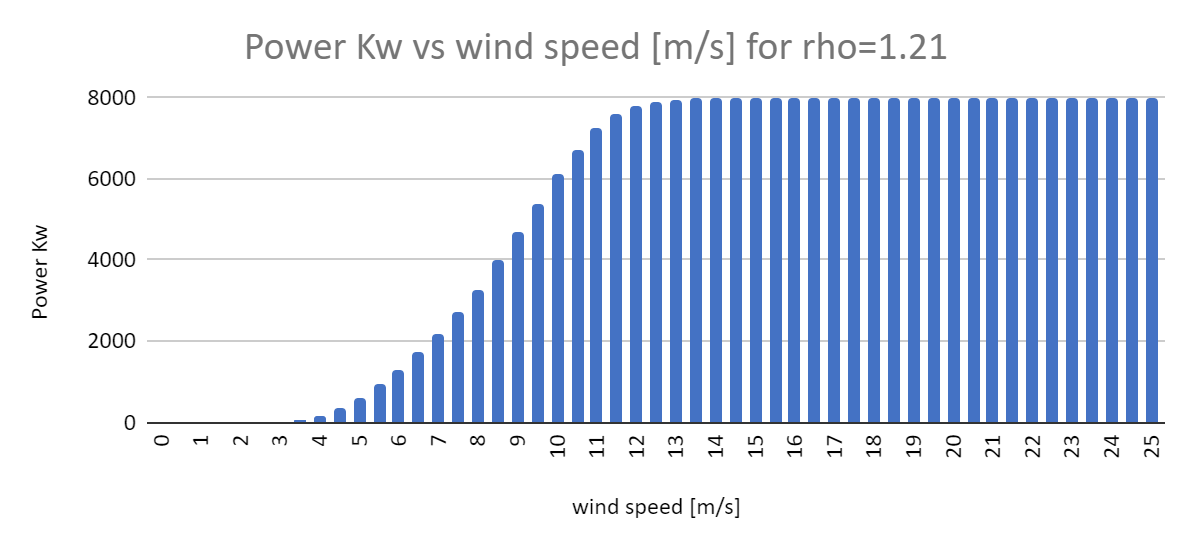 Power Kw vs wind speed [m/s] for rho=1.21
8000
6000
4000
2000
0
Power Kw
0 1 2 3 4 5 6 7 8 9 10 11 12 13 14 15 16 17 18 19 20 21 22 23 24 25
wind speed [m/s]